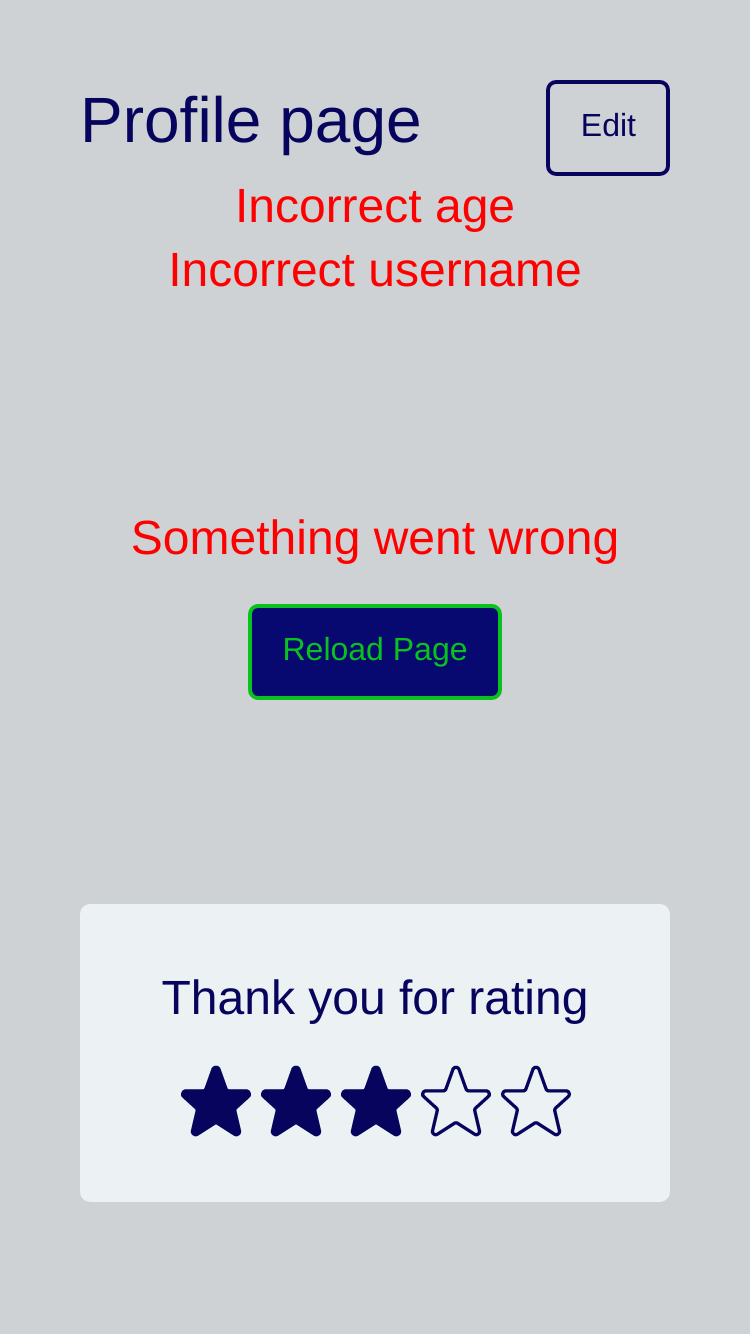 Profile page
Edit
Incorrect age
Incorrect username
Something went wrong
Reload Page
Thank you for rating